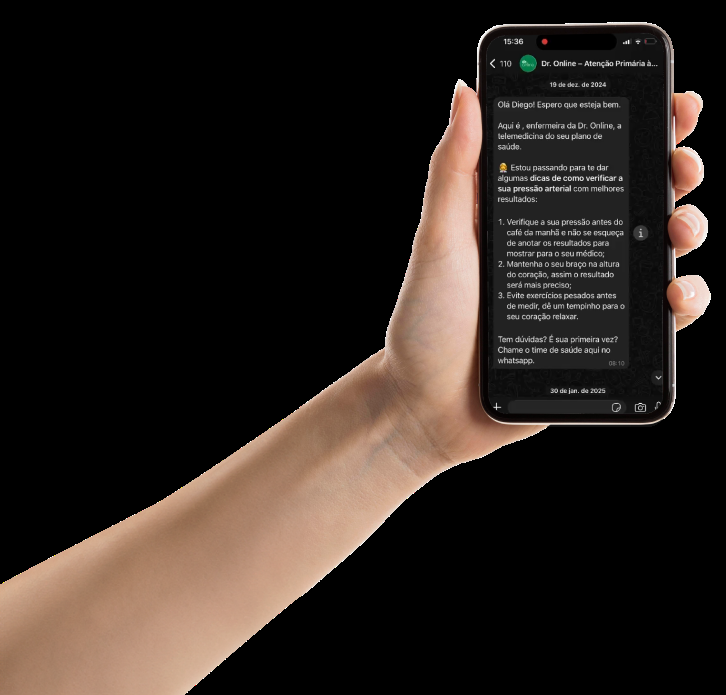 15:36
110 Dr. Online – Atenção Primária à...
19 de dez. de 2024
Olá Diego! Espero que esteja bem.
Aqui é , enfermeira da Dr. Online, a
telemedicina do seu plano de
saúde.
👩‍⚕️ Estou passando para te dar
algumas dicas de como verificar a
sua pressão arterial com melhores
resultados:
1. Verifique a sua pressão antes do
café da manhã e não se esqueça
de anotar os resultados para
mostrar para o seu médico;
2. Mantenha o seu braço na altura
do coração, assim o resultado
será mais preciso;
3. Evite exercícios pesados antes
de medir, dê um tempinho para o
seu coração relaxar.
Tem dúvidas? É sua primeira vez?
Chame o time de saúde aqui no
whatsapp.
08:10
30 de jan. de 2025